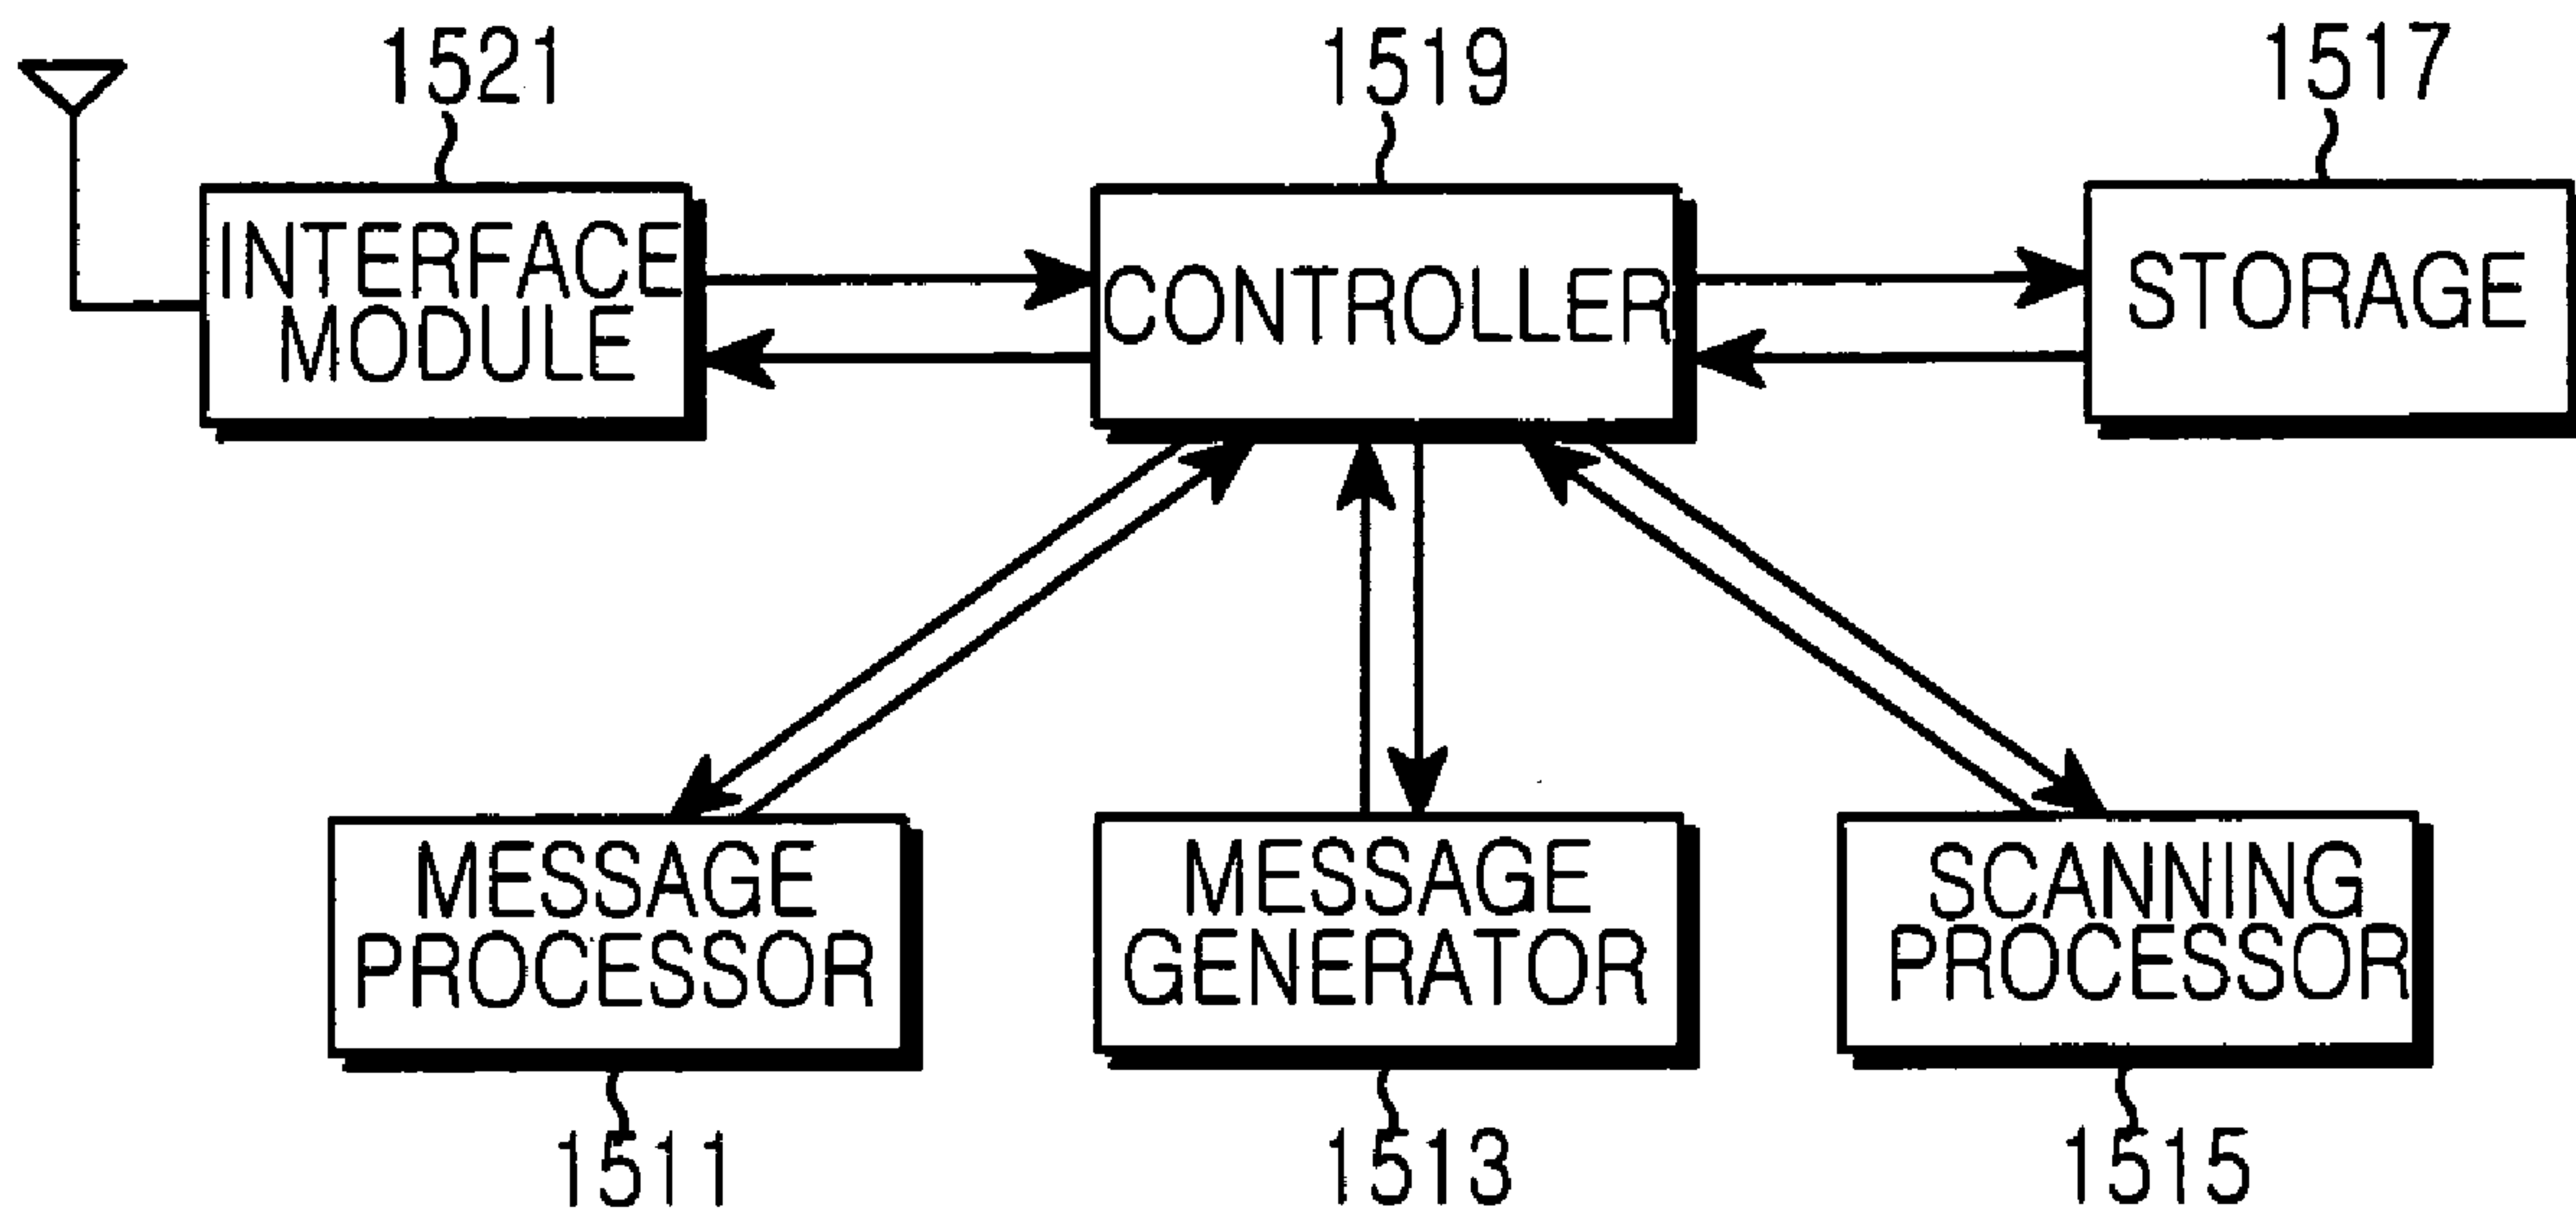 1521
1519
1517
INTERFACE
MODULE
CONTROLLER
STORAGE
MESSAGE
PROCESSOR
MESSAGE
GENERATOR
SCANNING
PROCESSOR
1511
1513
1515